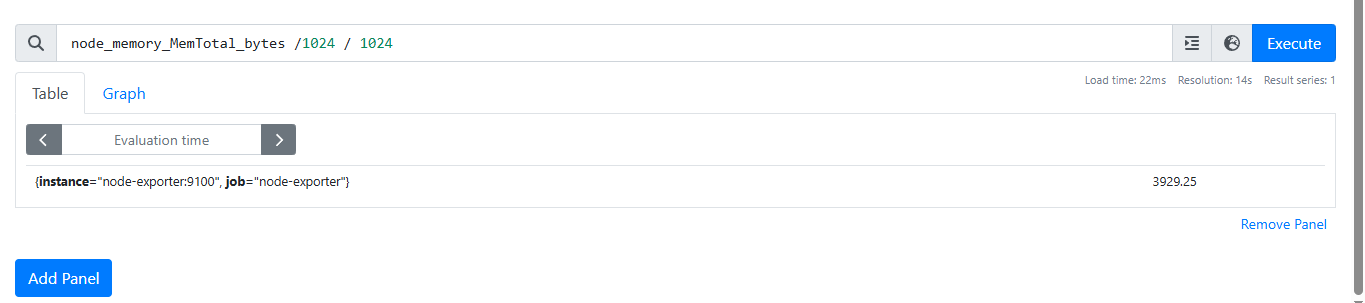 node_memory_MemTotal_bytes /1024 / 1024
Execute
Table
Graph
Load time: 22ms Resolution: 14s Result series: 1
Evaluation time
{instance="node-exporter:9100", job="node-exporter"}
3929.25
Remove Panel
Add Panel